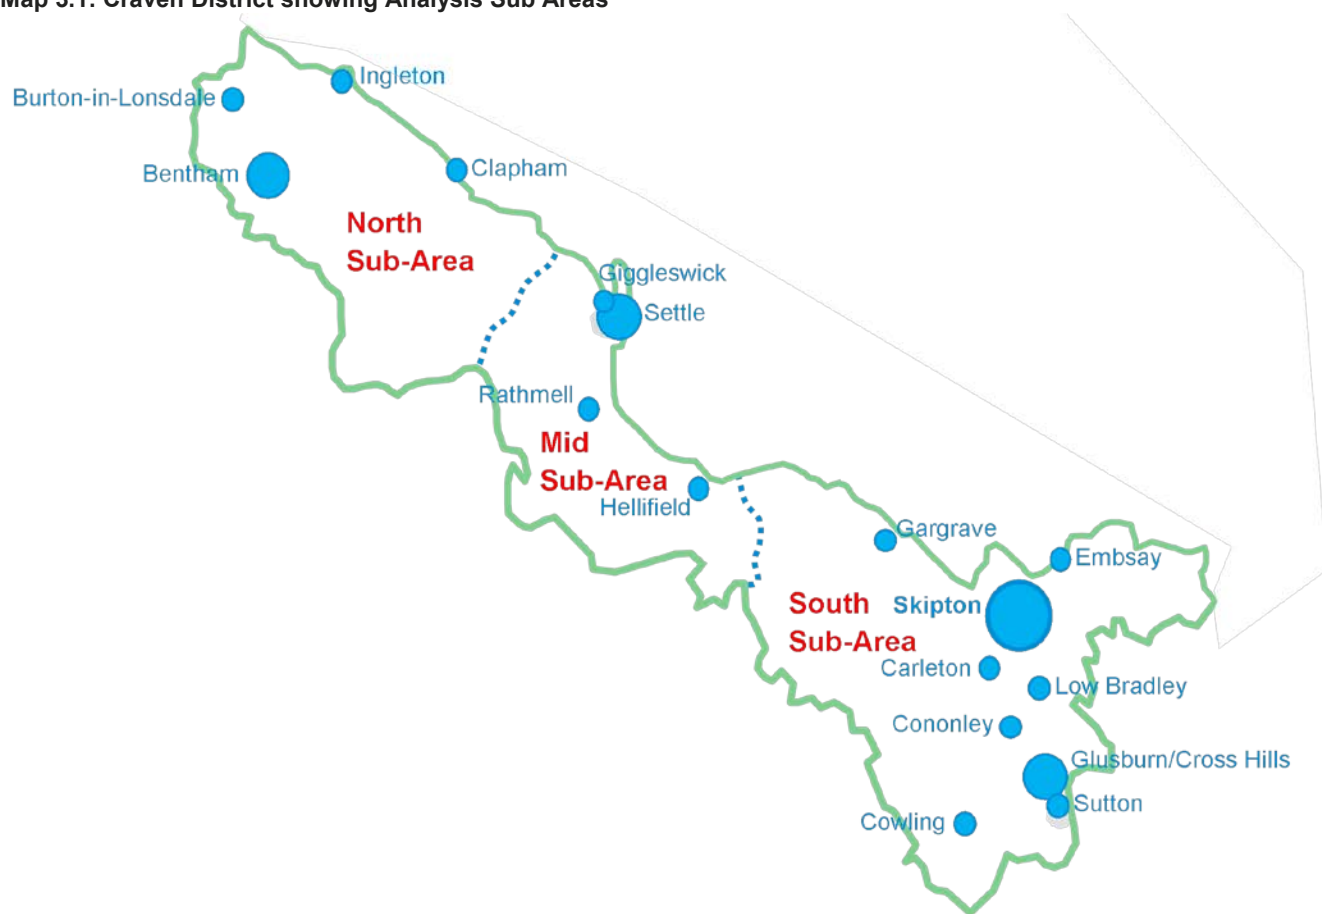 Map 3.1: Craven District showing Analysis Sub Areas
Ingleton
Burton-in-Lonsdale
Clapham
Bentham
North
Sub-Area
Giggleswick
Settle
Rathmell
Mid
Sub-Area
Hellifield
Gargrave
Embsay
South
Sub-Area
Skipton
Carleton
Low Bradley
Cononley
Glusburn/Cross Hills
Sutton
Cowling